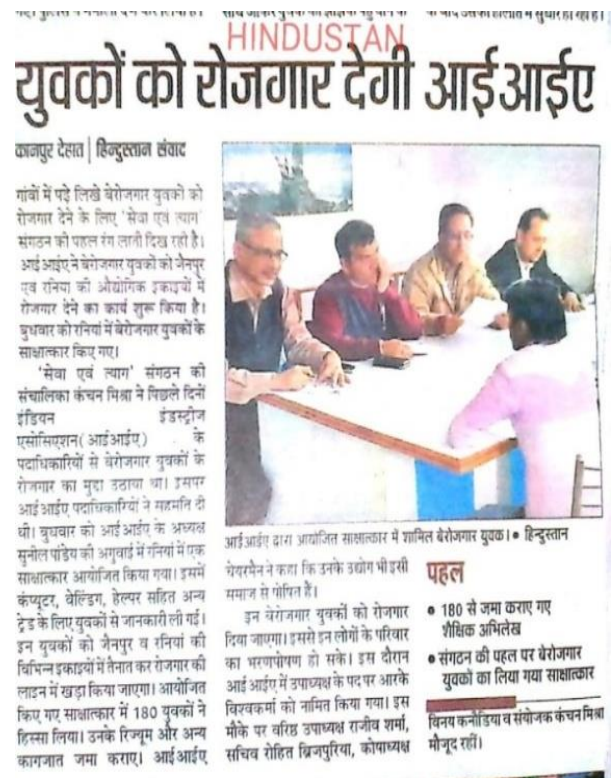 HINDUSTAN
युवकों को रोजगार देगी आईआईए
कानपुर देहात | हिन्दुस्तान संवाद
गांवों में पढ़े लिखे बेरोजगार युवकों को
रोजगार देने के लिए 'सेवा एवं त्याग'
संगठन की पहल रंग लाती दिख रही है।
आईआईए ने बेरोजगार युवकों को जैनपुर
एवं रनिया की औद्योगिक इकाइयों में
रोजगार देने का कार्य शुरू किया है।
बुधवार को रनियां में बेरोजगार युवकों के
साक्षात्कार किए गए।
'सेवा एवं त्याग' संगठन की
संचालिका कंचन मिश्रा ने पिछले दिनों
इंडियन इंडस्ट्रीज
एसोसिएशन(आईआईए) के
पदाधिकारियों से बेरोजगार युवकों के
रोजगार का मुद्दा उठाया था। इसपर
आईआईए पदाधिकारियों ने सहमति दी
थी। बुधवार को आईआईए के अध्यक्ष
सुनील पांडेय की अगुवाई में रनियां में एक
साक्षात्कार आयोजित किया गया। इसमें
कंप्यूटर, वेल्डिंग, हेल्पर सहित अन्य
ट्रेड के लिए युवकों से जानकारी ली गई।
इन युवकों को जैनपुर व रनियां की
विभिन्न इकाइयों में तैनात कर रोजगार की
लाइन में खड़ा किया जाएगा। आयोजित
किए गए साक्षात्कार में 180 युवकों ने
हिस्सा लिया। उनके रिज्यूम और अन्य
कागजात जमा कराए। आईआईए
आईआईए द्वारा आयोजित साक्षात्कार में शामिल बेरोजगार युवक। ● हिन्दुस्तान
चेयरमैन ने कहा कि उनके उद्योग भी इसी
समाज से पोषित हैं।
इन बेरोजगार युवकों को रोजगार
दिया जाएगा। इससे इन लोगों के परिवार
का भरणपोषण हो सके। इस दौरान
आईआईए में उपाध्यक्ष के पद पर आरके
विश्वकर्मा को नामित किया गया। इस
मौके पर वरिष्ठ उपाध्यक्ष राजीव शर्मा,
सचिव रोहित ब्रिजपुरिया, कोषाध्यक्ष
पहल
● 180 से जमा कराए गए
शैक्षिक अभिलेख
● संगठन की पहल पर बेरोजगार
युवकों का लिया गया साक्षात्कार
विनय कनौडिया व संयोजक कंचन मिश्रा
मौजूद रहीं।